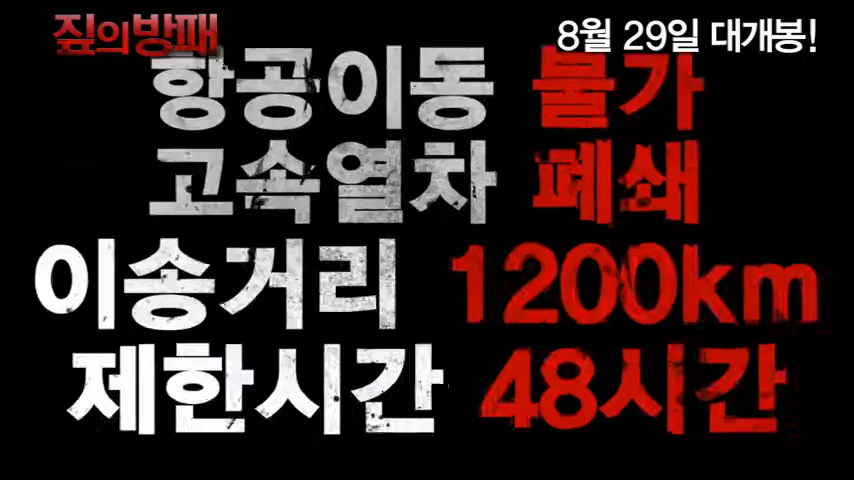 짚의 방패
8월 29일 대개봉!
항공이동 불가
고속열차 폐쇄
이송거리 1200km
제한시간 48시간